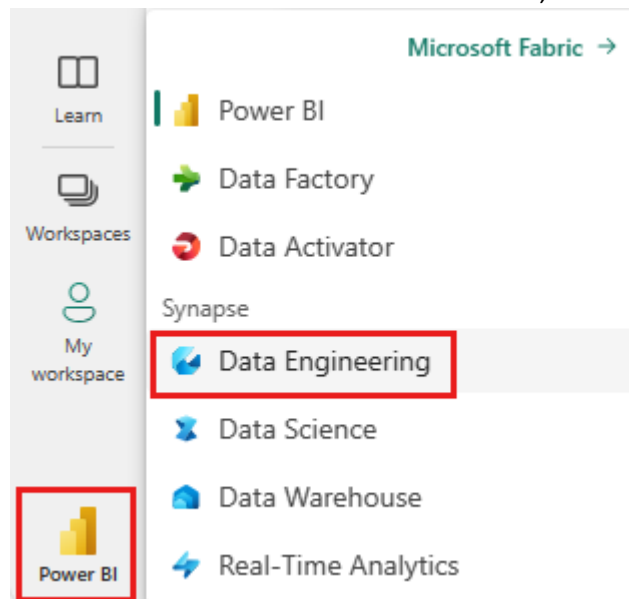 Learn
Workspaces
My
workspace
Power BI
Microsoft Fabric →
Power BI
Data Factory
Data Activator
Synapse
Data Engineering
Data Science
Data Warehouse
Real-Time Analytics